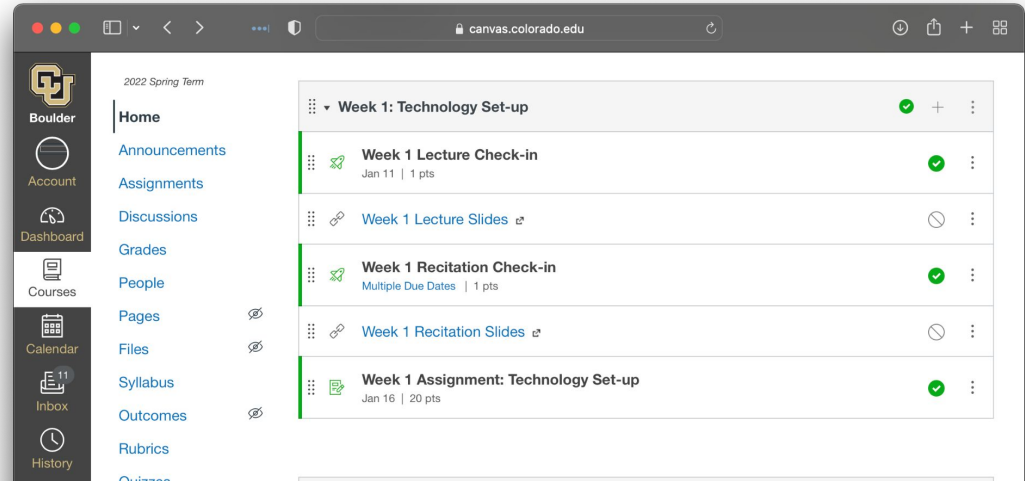 canvas.colorado.edu
CU
Boulder
Account
Dashboard
Courses
Calendar
11
Inbox
History
2022 Spring Term
Home
Announcements
Assignments
Discussions
Grades
People
Pages
Files
Syllabus
Outcomes
Rubrics
Quizzes
Week 1: Technology Set-up
Week 1 Lecture Check-in
Jan 11 | 1 pts
Week 1 Lecture Slides
Week 1 Recitation Check-in
Multiple Due Dates | 1 pts
Week 1 Recitation Slides
Week 1 Assignment: Technology Set-up
Jan 16 | 20 pts